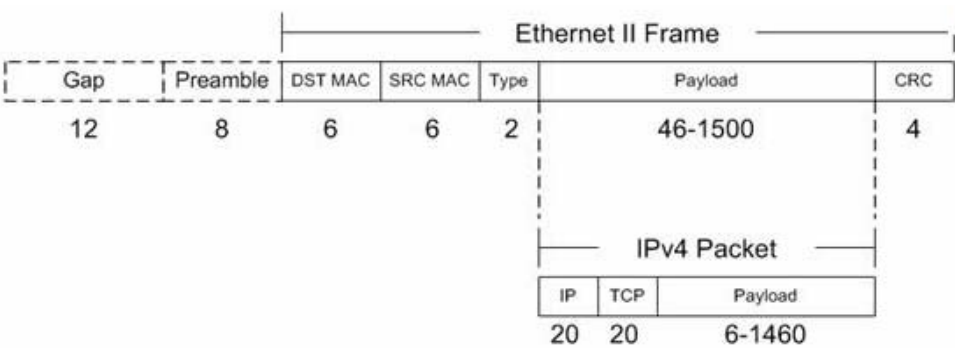 Ethernet II Frame
Gap Preamble DST MAC SRC MAC Type Payload CRC
12 8 6 6 2 46-1500 4
IPv4 Packet
IP TCP Payload
20 20 6-1460